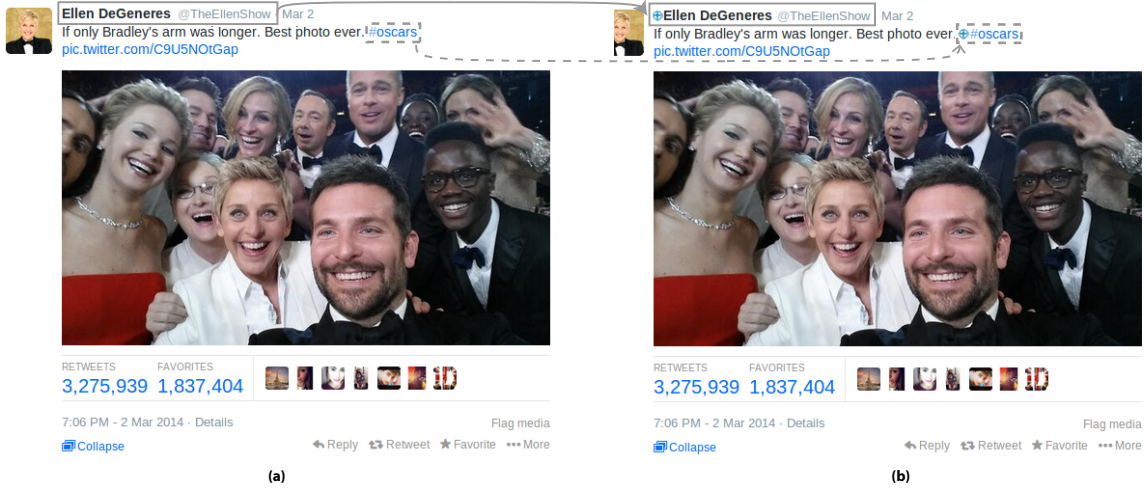 Ellen DeGeneres @TheEllenShow · Mar 2
If only Bradley's arm was longer. Best photo ever. #oscars
pic.twitter.com/C9U5NOtGap
RETWEETS FAVORITES
3,275,939 1,837,404
7:06 PM - 2 Mar 2014 · Details Flag media
Collapse Reply Retweet Favorite More
(a)
Ellen DeGeneres @TheEllenShow · Mar 2
If only Bradley's arm was longer. Best photo ever. #oscars
pic.twitter.com/C9U5NOtGap
RETWEETS FAVORITES
3,275,939 1,837,404
7:06 PM - 2 Mar 2014 · Details Flag media
Collapse Reply Retweet Favorite More
(b)